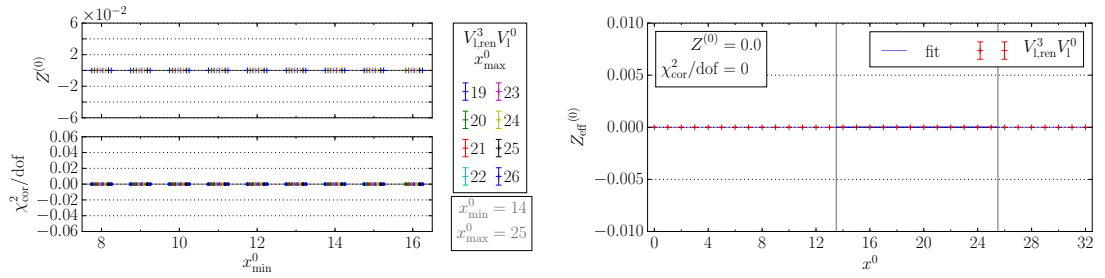 6 ×10⁻²
2
−2
−6
Z⁽⁰⁾
0.06
0.04
0.02
0.00
−0.02
−0.04
−0.06
χ²cor/dof
8 10 12 14 16
x⁰min
V³l,ren V⁰l
x⁰max
19 23
20 24
21 25
22 26
x⁰min = 14
x⁰max = 25
0.010
0.005
0.000
−0.005
−0.010
Zeff⁽⁰⁾
Z⁽⁰⁾ = 0.0
χ²cor/dof = 0
fit V³l,ren V⁰l
0 4 8 12 16 20 24 28 32
x⁰